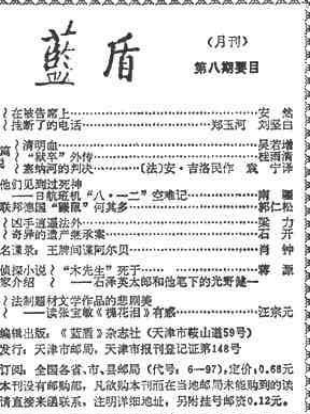 藍盾
(月刊)
第八期要目
在被告席上……安 然
挂断了的电话……郑玉河 刘坚白
清明血……吴若增
“狱卒”外传……桂雨清
塞纳河的判决……(法)安·吉洛民作 袁 宁译
他们见到过死神
——日航班机“八·一二”空难记……南 疆
联邦德国“鼹鼠”何其多……郭仁松
凶手逍遥法外……梁 力
奇异的遗产继承案……石 开
名谍录:王牌间谍阿尔贝……肖 钟
侦探小说 “木先生”死于……蒋 源
家介绍 ——石泽英太郎和他笔下的光野健一
法制题材文学作品的悲剧美
——读张宝敏《槐花泪》有感……汪宗元
编辑出版:《蓝盾》杂志社(天津市鞍山道59号)
发行:天津市邮局,天津市报刊登记证第148号
订阅:全国各省、市、县邮局(代号:6—97),定价:0.68元
本刊没有邮购部,凡欲购本刊而在当地邮局未能购到的读
请直接来函联系,注明详细地址,另附挂号邮资0.12元。